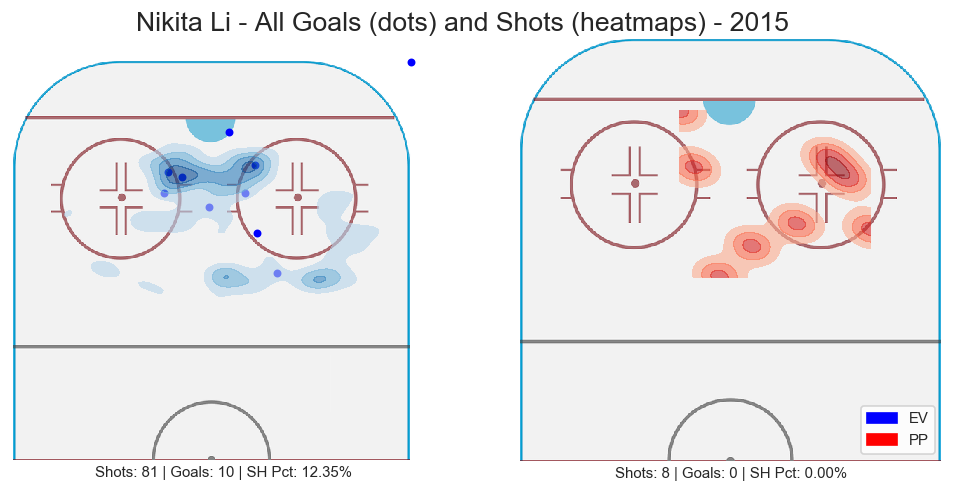 Nikita Li - All Goals (dots) and Shots (heatmaps) - 2015
EV
PP
Shots: 81 | Goals: 10 | SH Pct: 12.35%
Shots: 8 | Goals: 0 | SH Pct: 0.00%